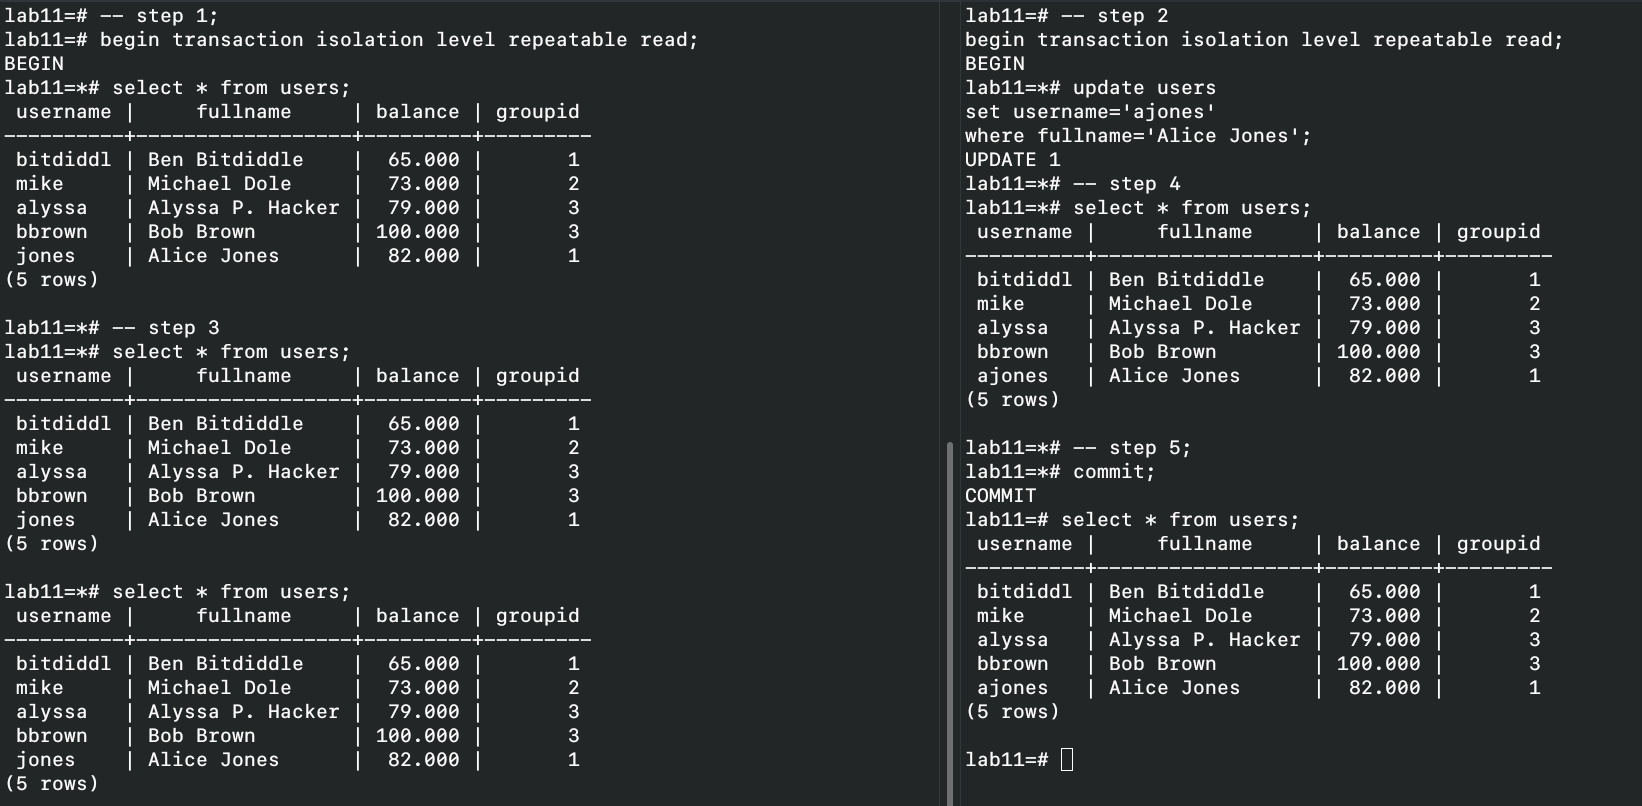 lab11=# -- step 1;
lab11=# begin transaction isolation level repeatable read;
BEGIN
lab11=*# select * from users;
 username |     fullname     | balance | groupid
----------+------------------+---------+---------
 bitdiddl | Ben Bitdiddle    |  65.000 |       1
 mike     | Michael Dole     |  73.000 |       2
 alyssa   | Alyssa P. Hacker |  79.000 |       3
 bbrown   | Bob Brown        | 100.000 |       3
 jones    | Alice Jones      |  82.000 |       1
(5 rows)

lab11=*# -- step 3
lab11=*# select * from users;
 username |     fullname     | balance | groupid
----------+------------------+---------+---------
 bitdiddl | Ben Bitdiddle    |  65.000 |       1
 mike     | Michael Dole     |  73.000 |       2
 alyssa   | Alyssa P. Hacker |  79.000 |       3
 bbrown   | Bob Brown        | 100.000 |       3
 jones    | Alice Jones      |  82.000 |       1
(5 rows)

lab11=*# select * from users;
 username |     fullname     | balance | groupid
----------+------------------+---------+---------
 bitdiddl | Ben Bitdiddle    |  65.000 |       1
 mike     | Michael Dole     |  73.000 |       2
 alyssa   | Alyssa P. Hacker |  79.000 |       3
 bbrown   | Bob Brown        | 100.000 |       3
 jones    | Alice Jones      |  82.000 |       1
(5 rows)

lab11=# -- step 2
begin transaction isolation level repeatable read;
BEGIN
lab11=*# update users
set username='ajones'
where fullname='Alice Jones';
UPDATE 1
lab11=*# -- step 4
lab11=*# select * from users;
 username |     fullname     | balance | groupid
----------+------------------+---------+---------
 bitdiddl | Ben Bitdiddle    |  65.000 |       1
 mike     | Michael Dole     |  73.000 |       2
 alyssa   | Alyssa P. Hacker |  79.000 |       3
 bbrown   | Bob Brown        | 100.000 |       3
 ajones   | Alice Jones      |  82.000 |       1
(5 rows)

lab11=*# -- step 5;
lab11=*# commit;
COMMIT
lab11=# select * from users;
 username |     fullname     | balance | groupid
----------+------------------+---------+---------
 bitdiddl | Ben Bitdiddle    |  65.000 |       1
 mike     | Michael Dole     |  73.000 |       2
 alyssa   | Alyssa P. Hacker |  79.000 |       3
 bbrown   | Bob Brown        | 100.000 |       3
 ajones   | Alice Jones      |  82.000 |       1
(5 rows)

lab11=#